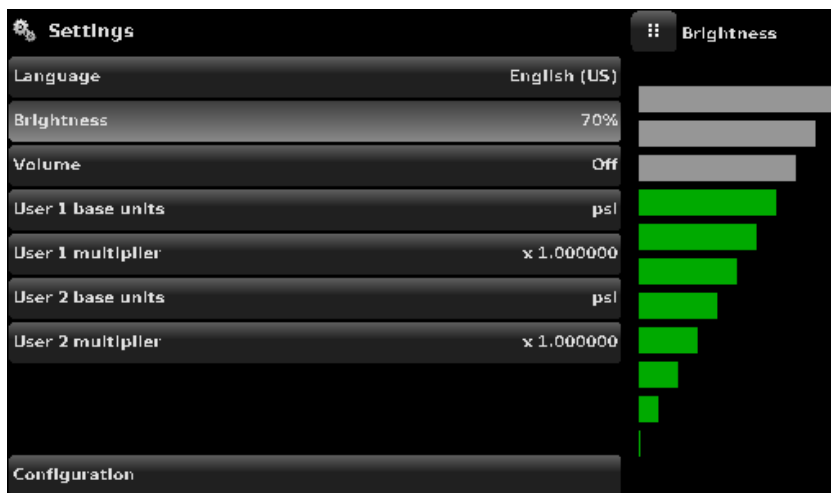 Settings
Brightness
Language English (US)
Brightness 70%
Volume Off
User 1 base units psi
User 1 multiplier x 1.000000
User 2 base units psi
User 2 multiplier x 1.000000
Configuration